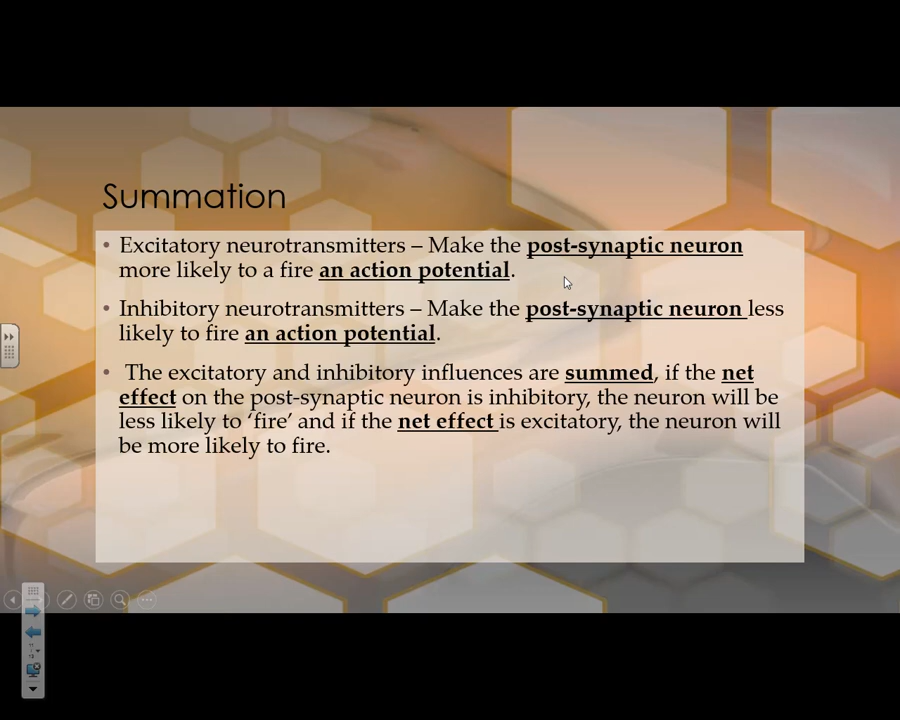 Summation
• Excitatory neurotransmitters – Make the post-synaptic neuron
more likely to a fire an action potential.
• Inhibitory neurotransmitters – Make the post-synaptic neuron less
likely to fire an action potential.
• The excitatory and inhibitory influences are summed, if the net
effect on the post-synaptic neuron is inhibitory, the neuron will be
less likely to ‘fire’ and if the net effect is excitatory, the neuron will
be more likely to fire.